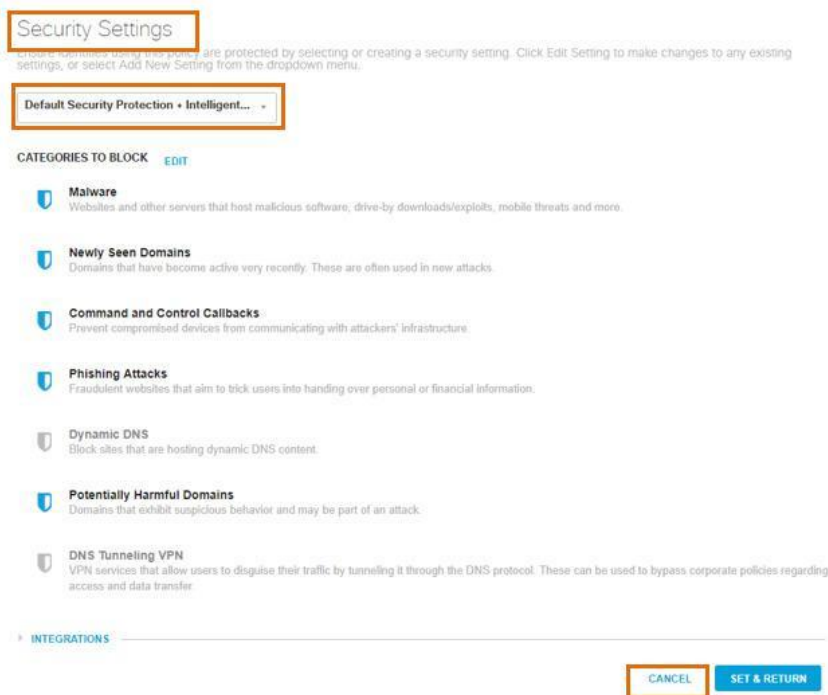 Security Settings
Ensure identities using this policy are protected by selecting or creating a security setting. Click Edit Setting to make changes to any existing
settings, or select Add New Setting from the dropdown menu.
Default Security Protection + Intelligent...
CATEGORIES TO BLOCK EDIT
Malware
Websites and other servers that host malicious software, drive-by downloads/exploits, mobile threats and more.
Newly Seen Domains
Domains that have become active very recently. These are often used in new attacks.
Command and Control Callbacks
Prevent compromised devices from communicating with attackers' infrastructure.
Phishing Attacks
Fraudulent websites that aim to trick users into handing over personal or financial information.
Dynamic DNS
Block sites that are hosting dynamic DNS content.
Potentially Harmful Domains
Domains that exhibit suspicious behavior and may be part of an attack.
DNS Tunneling VPN
VPN services that allow users to disguise their traffic by tunneling it through the DNS protocol. These can be used to bypass corporate policies regarding
access and data transfer.
INTEGRATIONS
CANCEL SET & RETURN